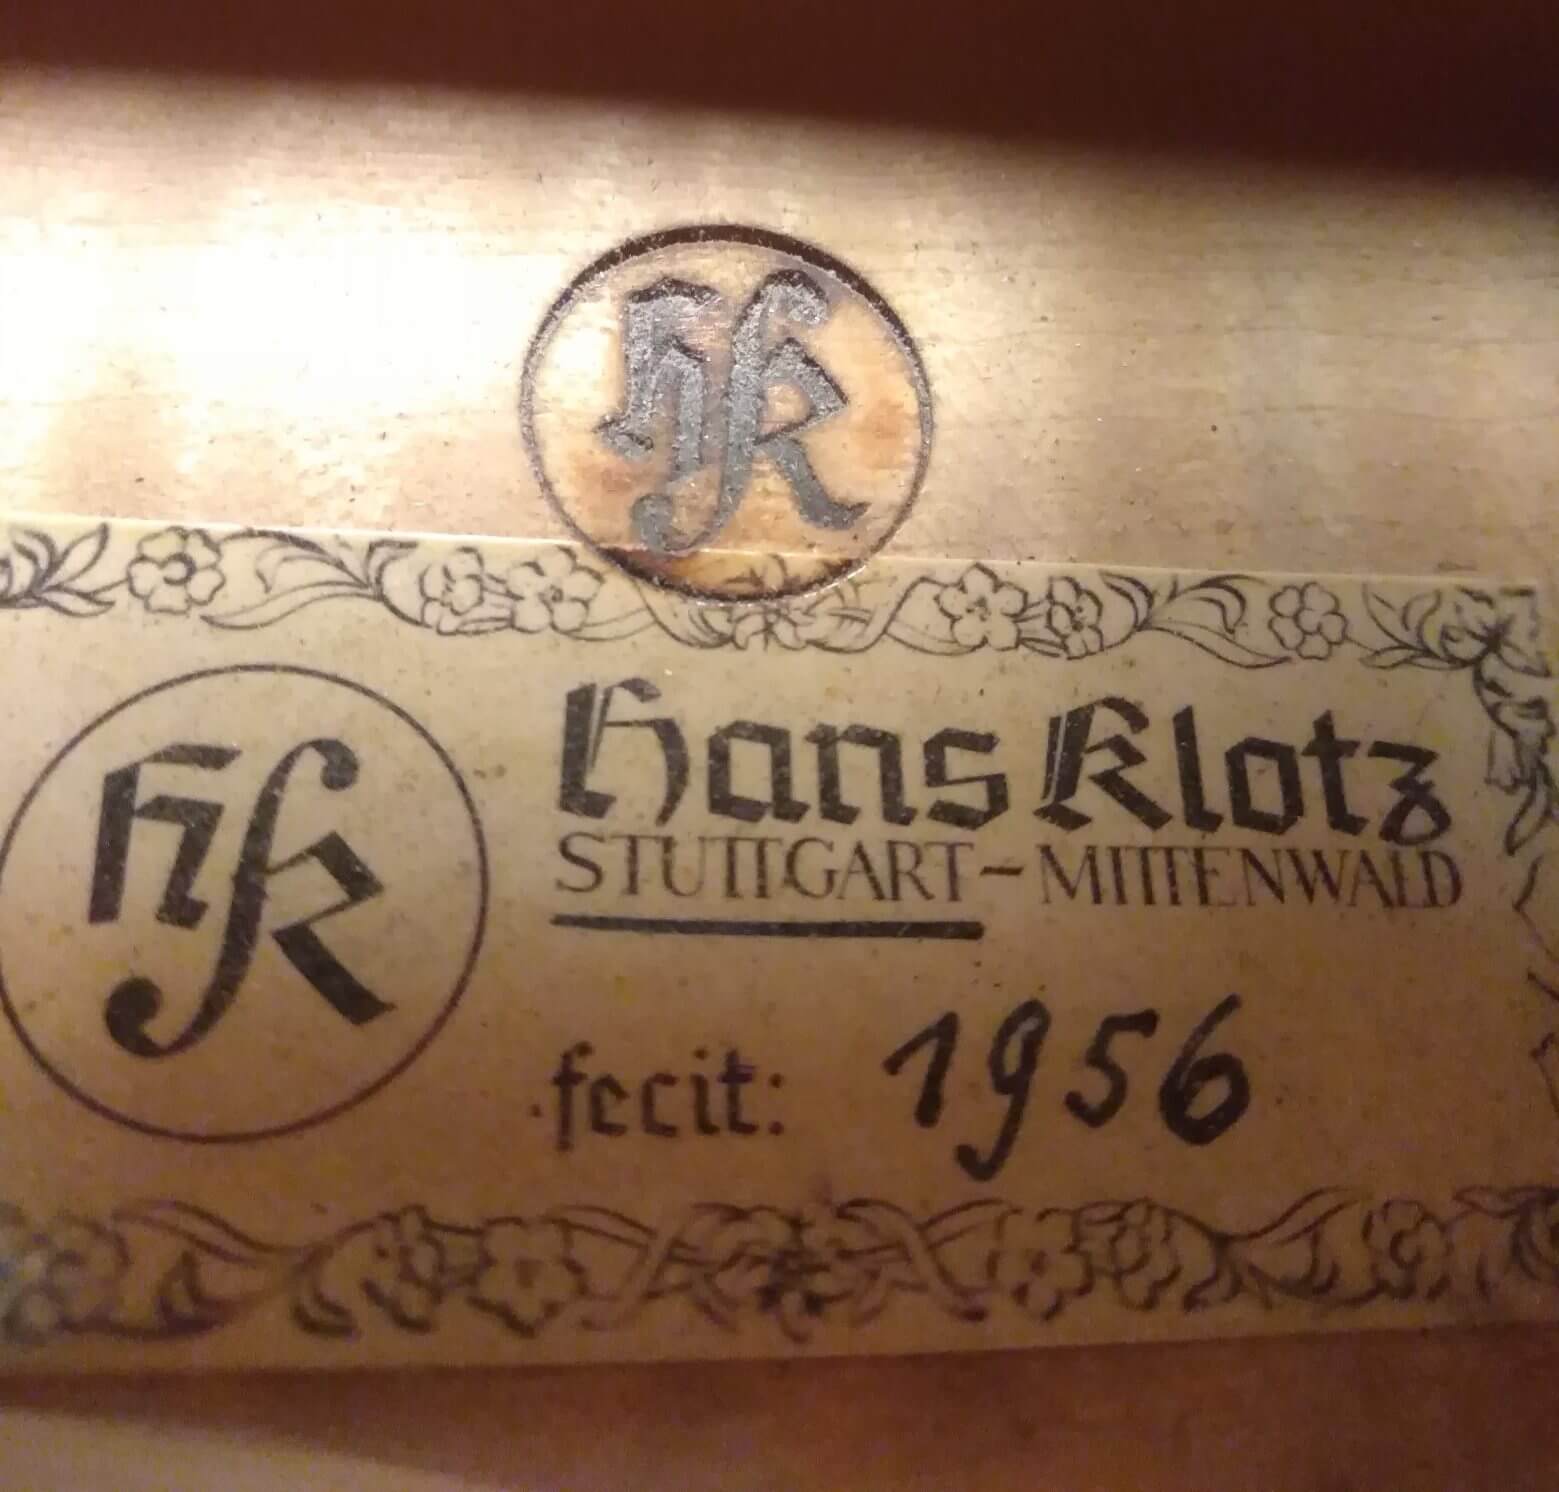 HK
HK
Hans Klotz
STUTTGART – MITTENWALD
fecit: 1956